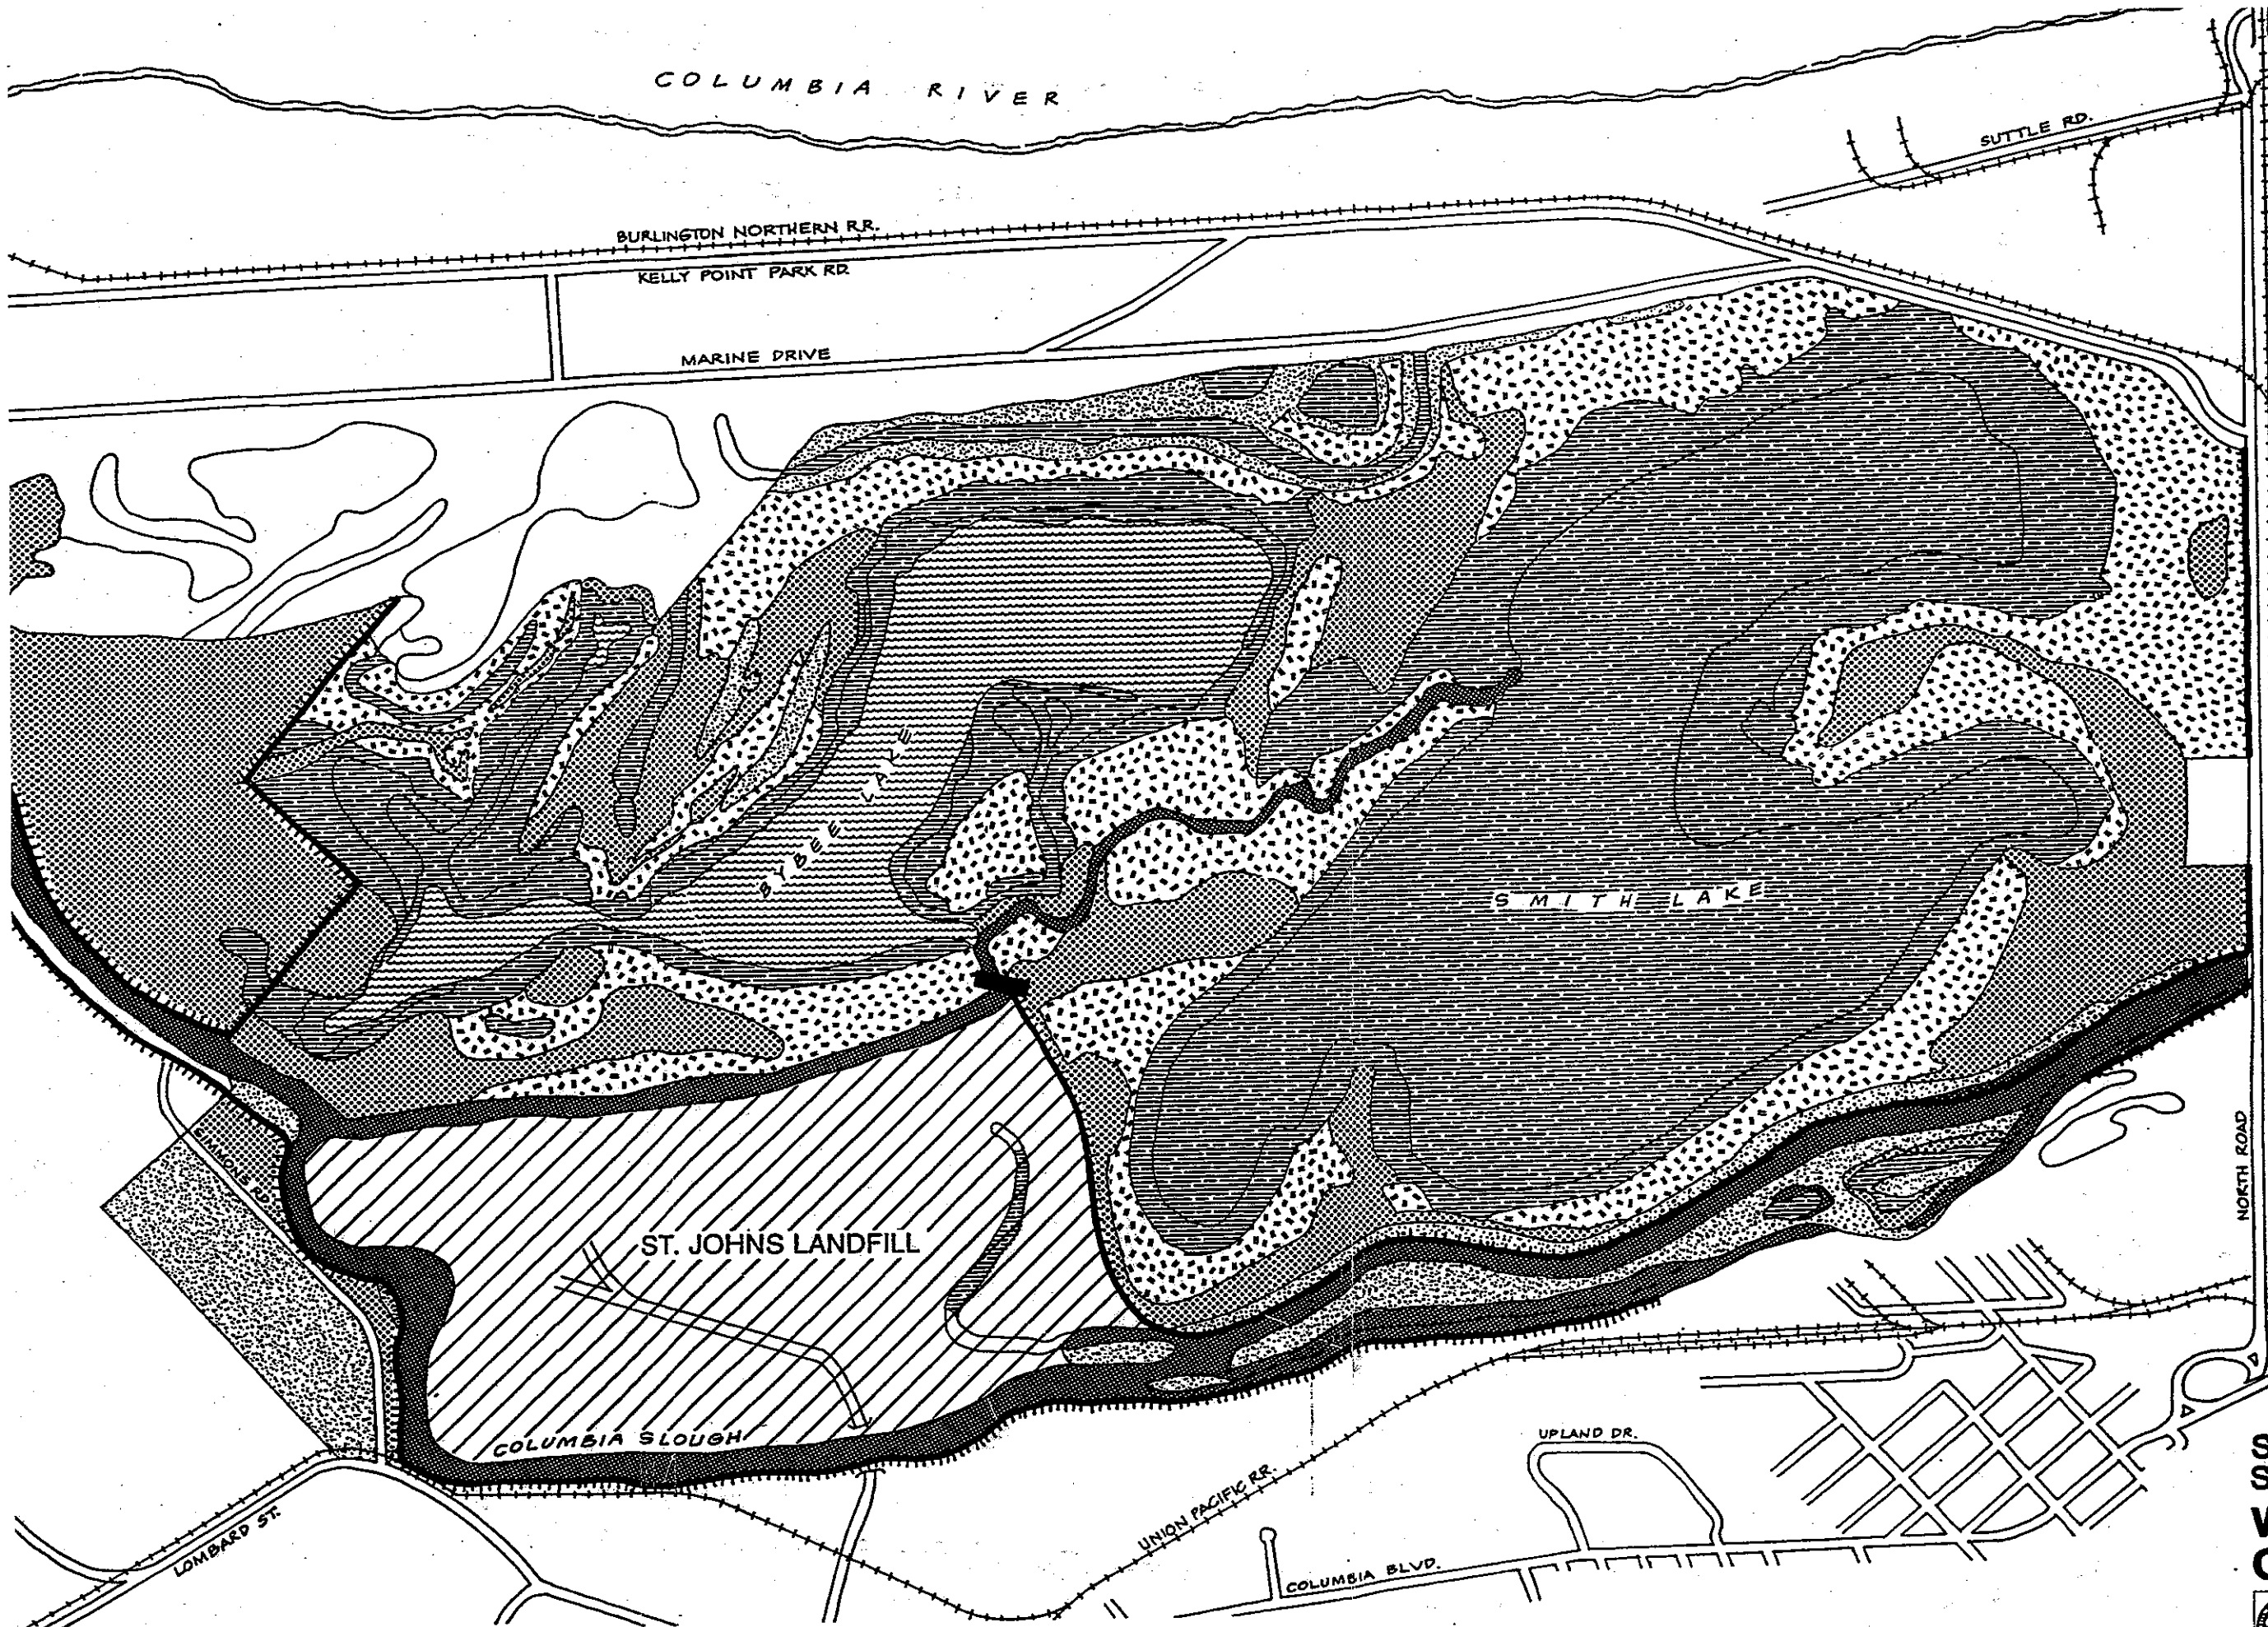 COLUMBIA RIVER
SUTTLE RD.
BURLINGTON NORTHERN R.R.
KELLY POINT PARK RD.
MARINE DRIVE
BYBEE LAKE
SMITH LAKE
NORTH ROAD
ST. JOHNS LANDFILL
COLUMBIA SLOUGH
UPLAND DR.
UNION PACIFIC RR.
LOMBARD ST.
COLUMBIA BLVD.
S
S